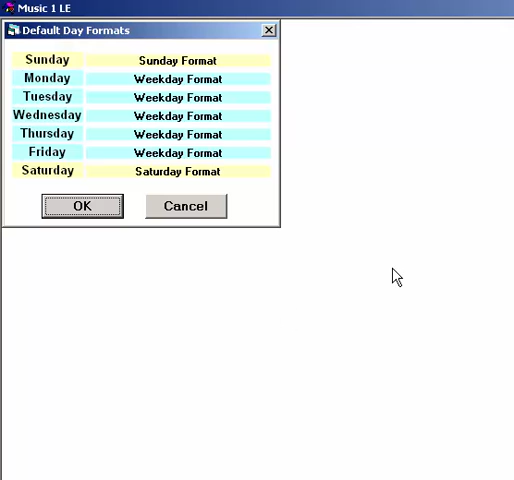 Music 1 LE
Default Day Formats
Sunday Sunday Format
Monday Weekday Format
Tuesday Weekday Format
Wednesday Weekday Format
Thursday Weekday Format
Friday Weekday Format
Saturday Saturday Format
OK Cancel